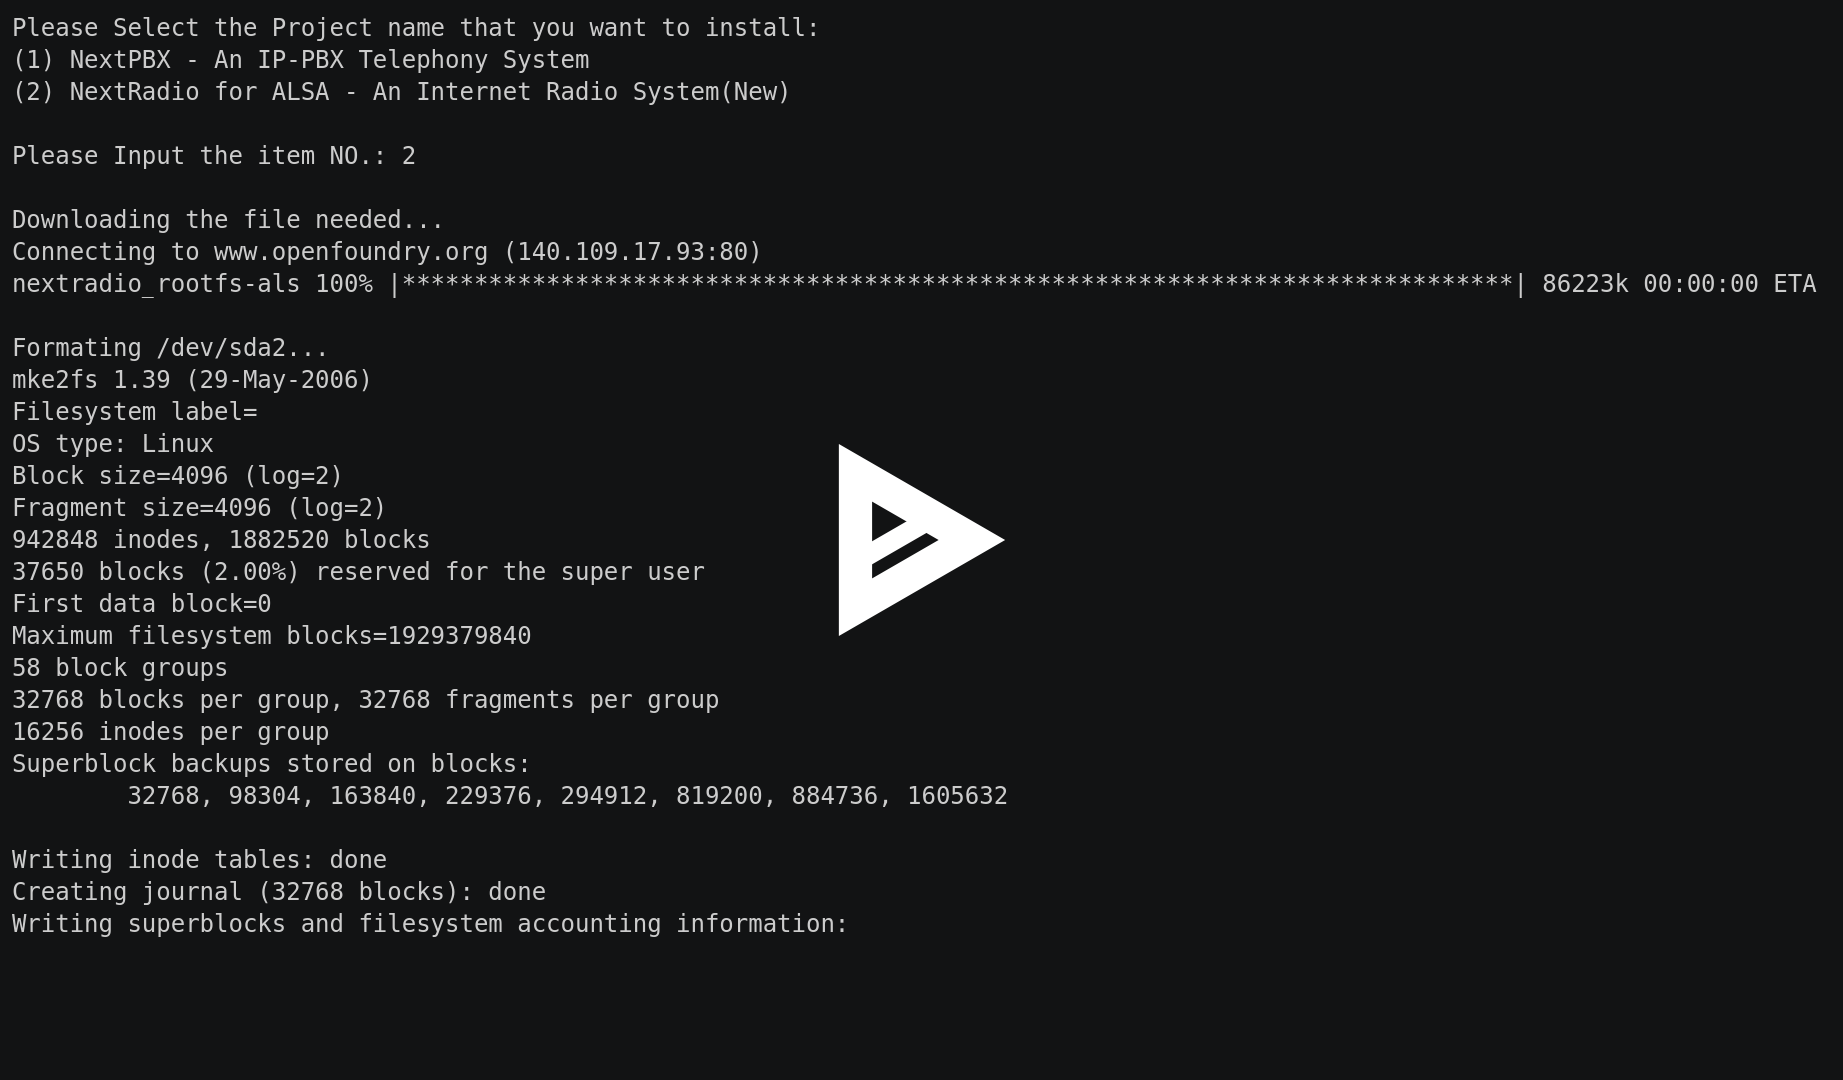 Please Select the Project name that you want to install:
(1) NextPBX - An IP-PBX Telephony System
(2) NextRadio for ALSA - An Internet Radio System(New)
Please Input the item NO.: 2
Downloading the file needed...
Connecting to www.openfoundry.org (140.109.17.93:80)
nextradio_rootfs-als 100% |*****************************************************************************| 86223k 00:00:00 ETA
Formating /dev/sda2...
mke2fs 1.39 (29-May-2006)
Filesystem label=
OS type: Linux
Block size=4096 (log=2)
Fragment size=4096 (log=2)
942848 inodes, 1882520 blocks
37650 blocks (2.00%) reserved for the super user
First data block=0
Maximum filesystem blocks=1929379840
58 block groups
32768 blocks per group, 32768 fragments per group
16256 inodes per group
Superblock backups stored on blocks:
        32768, 98304, 163840, 229376, 294912, 819200, 884736, 1605632
Writing inode tables: done
Creating journal (32768 blocks): done
Writing superblocks and filesystem accounting information: